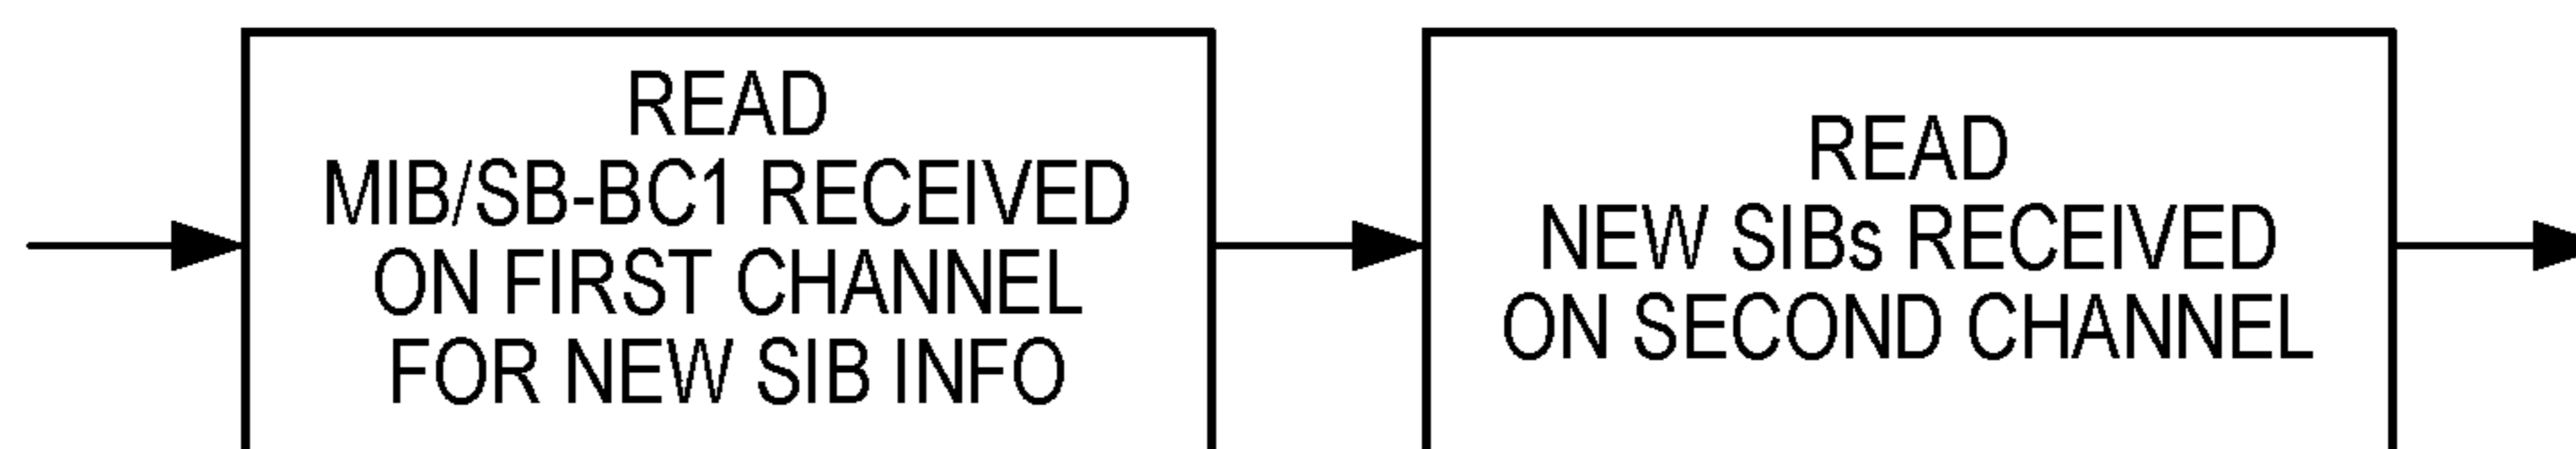 READ
MIB/SB-BC1 RECEIVED
ON FIRST CHANNEL
FOR NEW SIB INFO
READ
NEW SIBs RECEIVED
ON SECOND CHANNEL